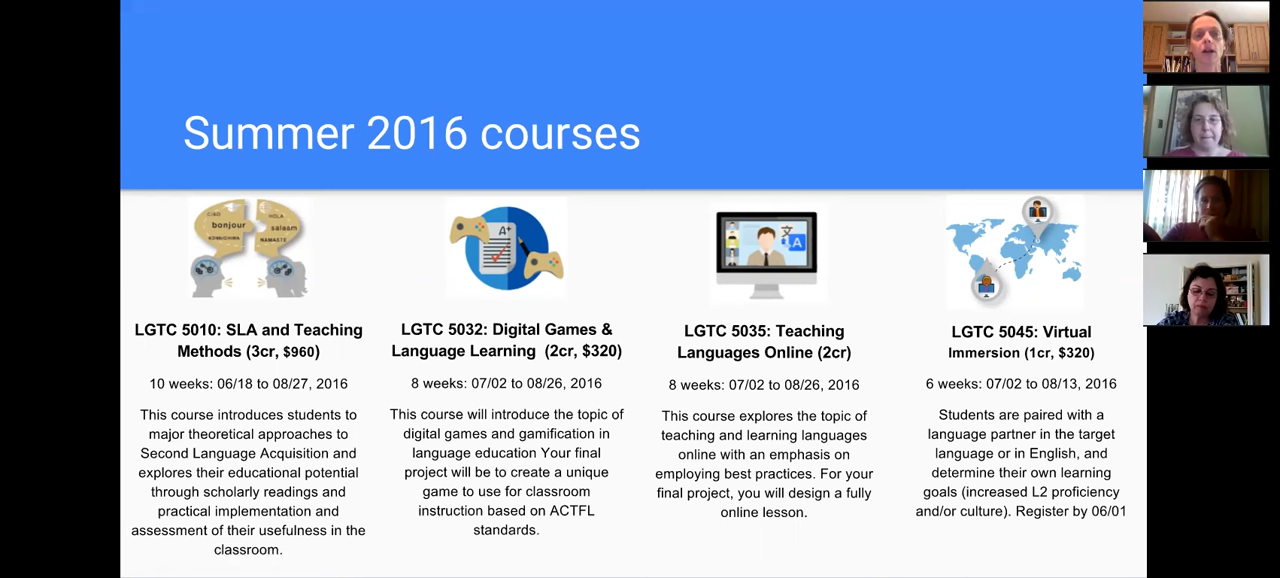 Summer 2016 courses
CIAO
bonjour
KONNICHIWA
HOLA
salaam
NAMASTE
A+
文
A
LGTC 5010: SLA and Teaching
Methods (3cr, $960)
10 weeks: 06/18 to 08/27, 2016
This course introduces students to
major theoretical approaches to
Second Language Acquisition and
explores their educational potential
through scholarly readings and
practical implementation and
assessment of their usefulness in the
classroom.
LGTC 5032: Digital Games &
Language Learning (2cr, $320)
8 weeks: 07/02 to 08/26, 2016
This course will introduce the topic of
digital games and gamification in
language education Your final
project will be to create a unique
game to use for classroom
instruction based on ACTFL
standards.
LGTC 5035: Teaching
Languages Online (2cr)
8 weeks: 07/02 to 08/26, 2016
This course explores the topic of
teaching and learning languages
online with an emphasis on
employing best practices. For your
final project, you will design a fully
online lesson.
LGTC 5045: Virtual
Immersion (1cr, $320)
6 weeks: 07/02 to 08/13, 2016
Students are paired with a
language partner in the target
language or in English, and
determine their own learning
goals (increased L2 proficiency
and/or culture). Register by 06/01